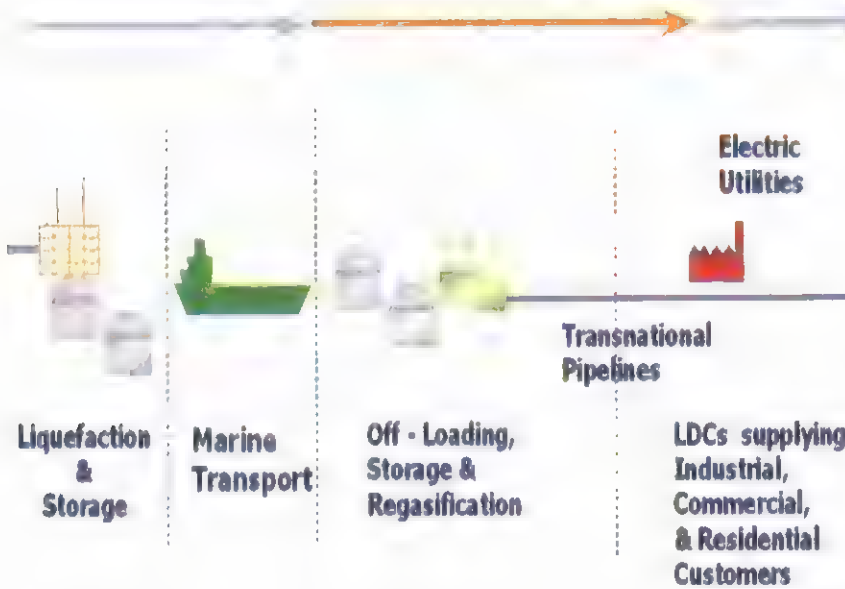 Electric
Utilities
Transnational
Pipelines
Liquefaction
&
Storage
Marine
Transport
Off - Loading,
Storage &
Regasification
LDCs supplying
Industrial,
Commercial,
& Residential
Customers